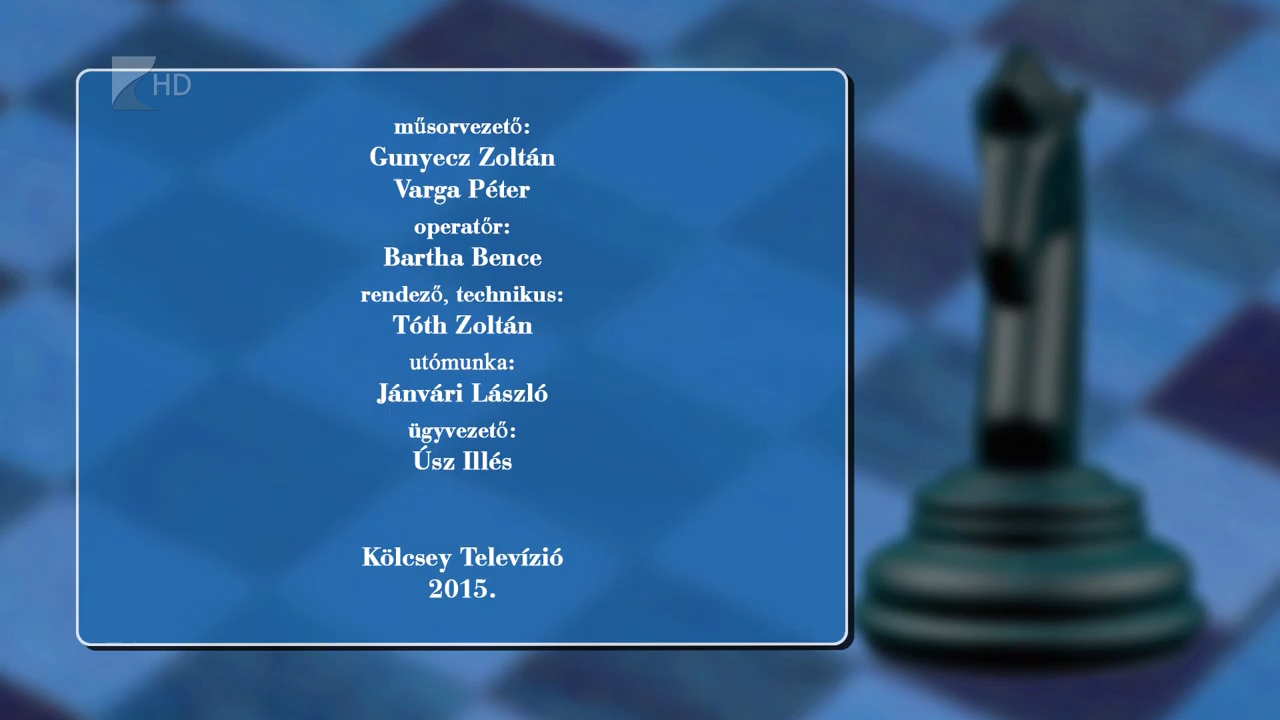 HD
műsorvezető:
Gunyecz Zoltán
Varga Péter
operatőr:
Bartha Bence
rendező, technikus:
Tóth Zoltán
utómunka:
Jánvári László
ügyvezető:
Úsz Illés
Kölcsey Televízió
2015.